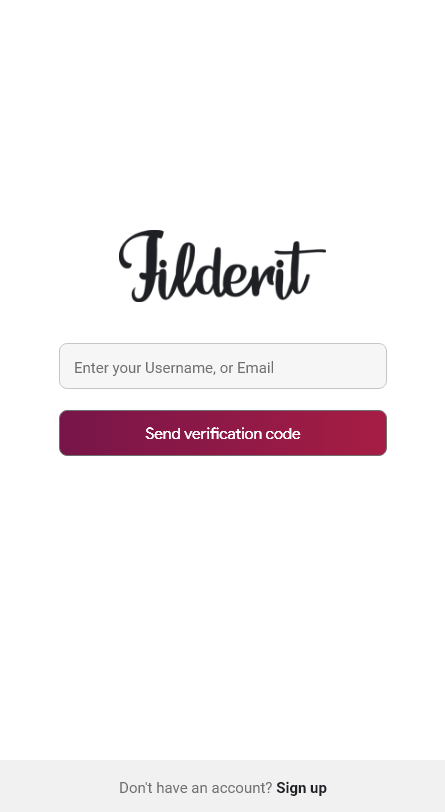 Filderit
Enter your Username, or Email
Send verification code
Don't have an account? Sign up